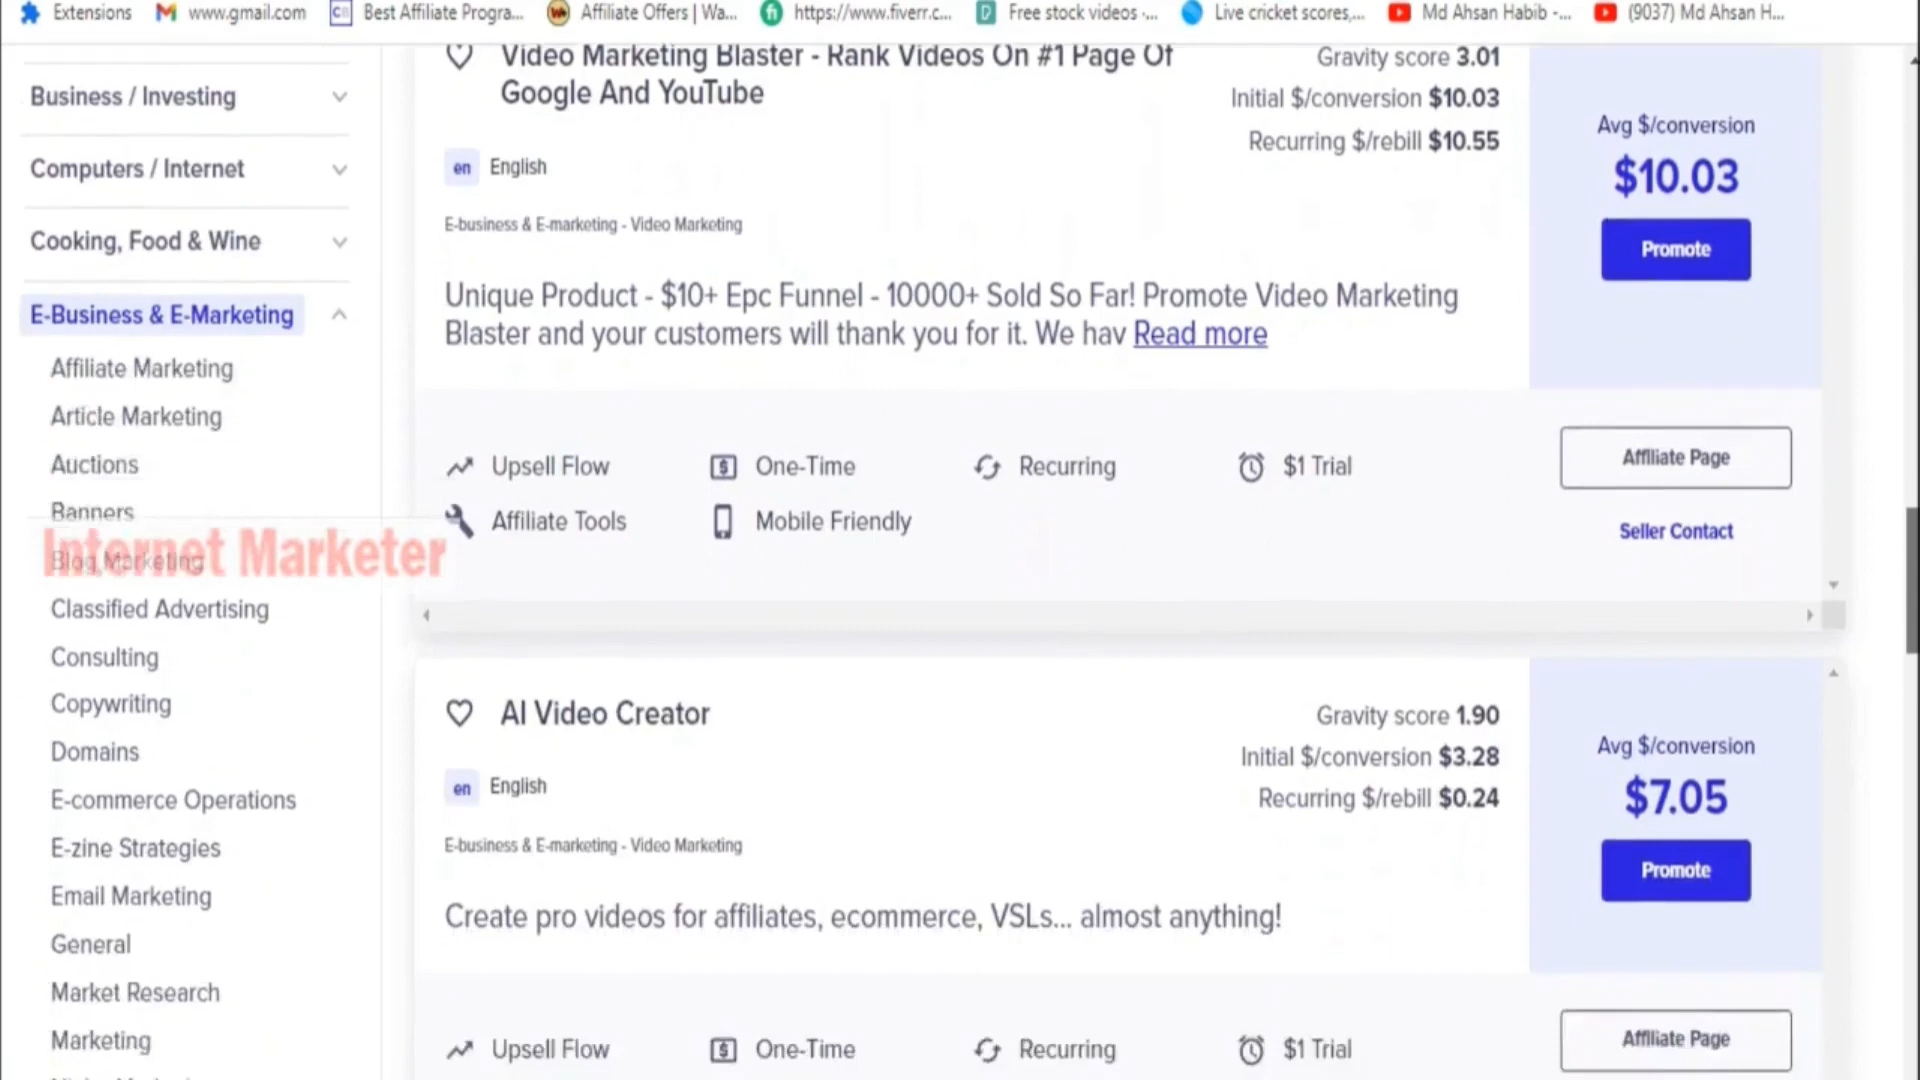 Extensions
www.gmail.com
Best Affiliate Progra...
Affiliate Offers | Wa...
https://www.fiverr.c...
Free stock videos -...
Live cricket scores,...
Md Ahsan Habib -...
(9037) Md Ahsan H...
Business / Investing
Computers / Internet
Cooking, Food & Wine
E-Business & E-Marketing
Affiliate Marketing
Article Marketing
Auctions
Banners
Blog Marketing
Internet Marketer
Classified Advertising
Consulting
Copywriting
Domains
E-commerce Operations
E-zine Strategies
Email Marketing
General
Market Research
Marketing
Video Marketing Blaster - Rank Videos On #1 Page Of
Google And YouTube
Gravity score 3.01
Initial $/conversion $10.03
Recurring $/rebill $10.55
en English
E-business & E-marketing - Video Marketing
Unique Product - $10+ Epc Funnel - 10000+ Sold So Far! Promote Video Marketing
Blaster and your customers will thank you for it. We hav Read more
Avg $/conversion
$10.03
Promote
Upsell Flow
One-Time
Recurring
$1 Trial
Affiliate Tools
Mobile Friendly
Affiliate Page
Seller Contact
AI Video Creator
Gravity score 1.90
Initial $/conversion $3.28
Recurring $/rebill $0.24
en English
E-business & E-marketing - Video Marketing
Create pro videos for affiliates, ecommerce, VSLs... almost anything!
Avg $/conversion
$7.05
Promote
Upsell Flow
One-Time
Recurring
$1 Trial
Affiliate Page